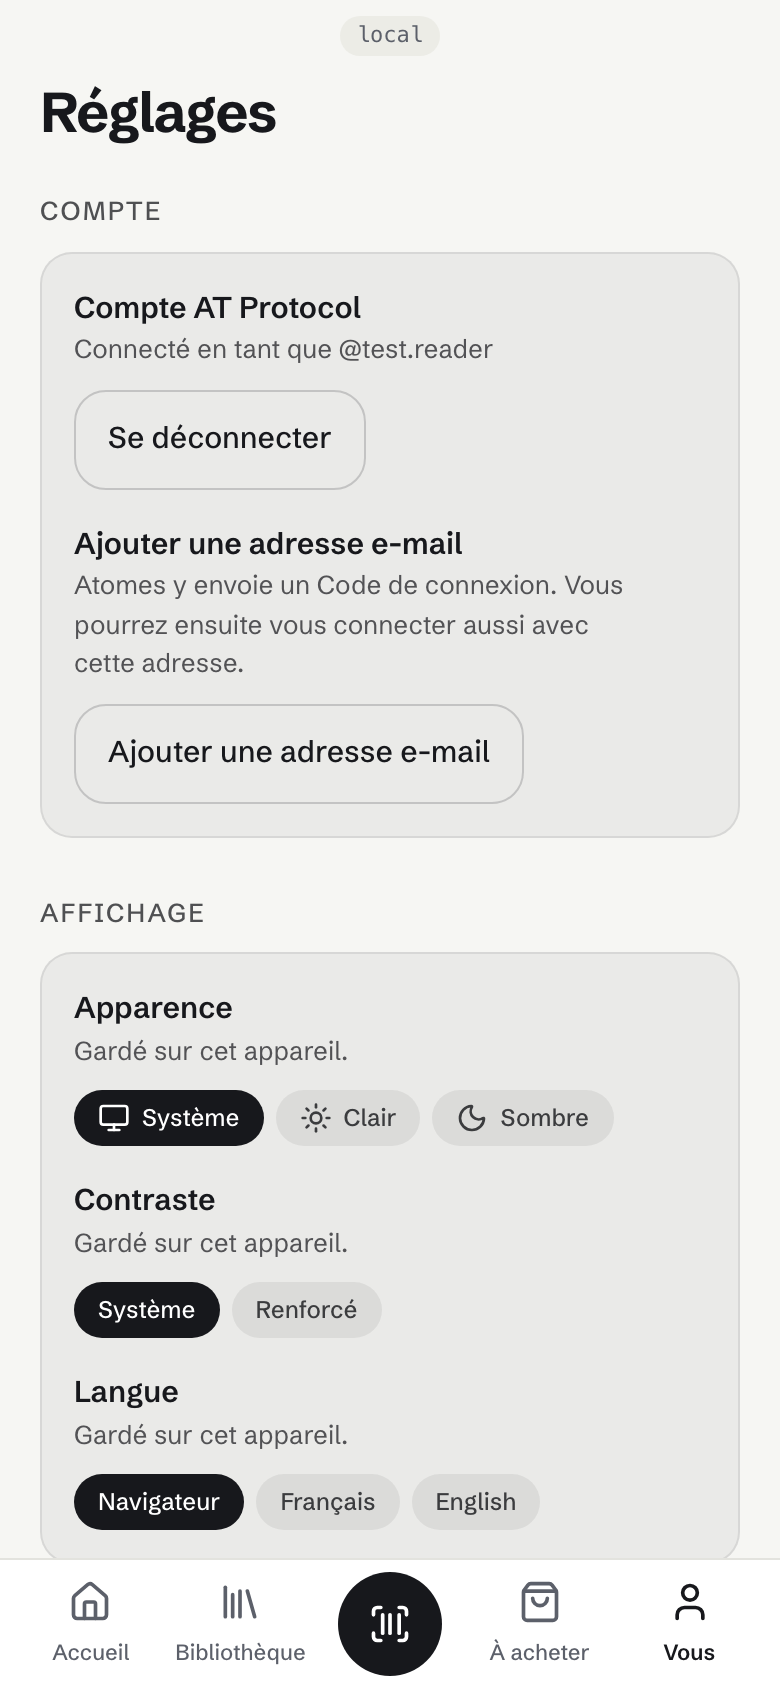 local
Réglages
COMPTE
Compte AT Protocol
Connecté en tant que @test.reader
Se déconnecter
Ajouter une adresse e-mail
Atomes y envoie un Code de connexion. Vous
pourrez ensuite vous connecter aussi avec
cette adresse.
Ajouter une adresse e-mail
AFFICHAGE
Apparence
Gardé sur cet appareil.
Système Clair Sombre
Contraste
Gardé sur cet appareil.
Système Renforcé
Langue
Gardé sur cet appareil.
Navigateur Français English
Accueil Bibliothèque À acheter Vous